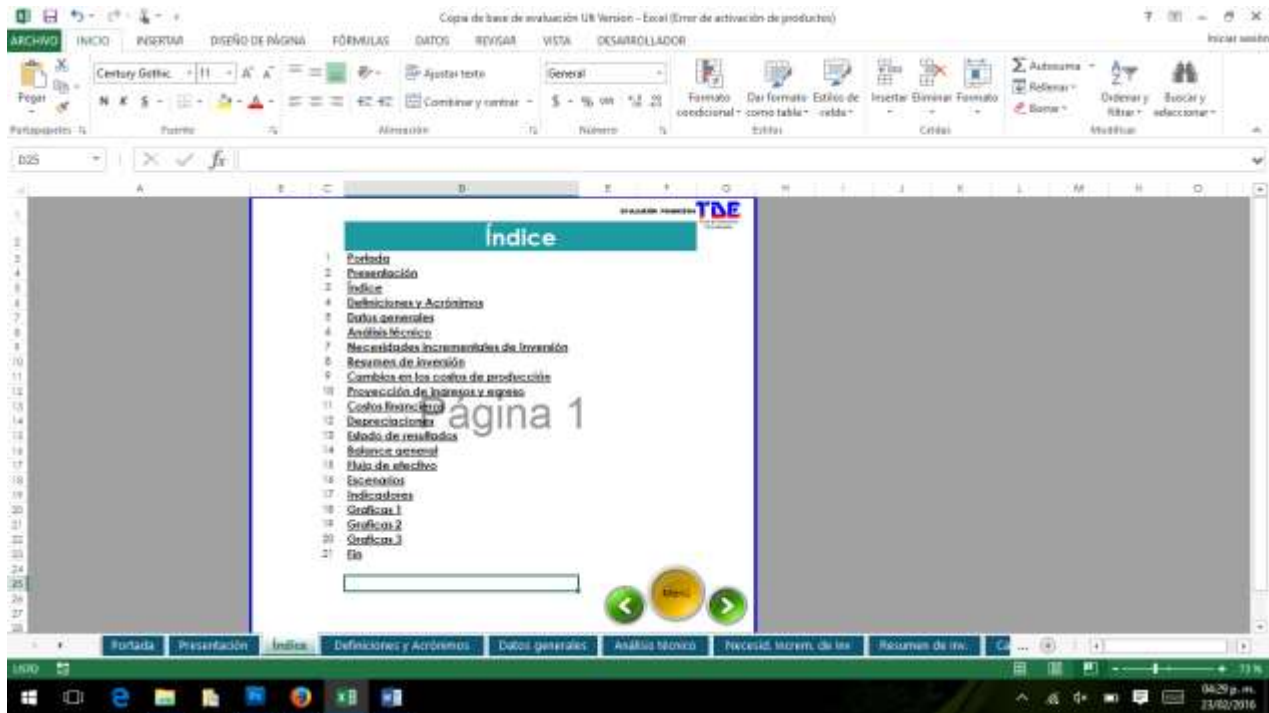 Copia de base de evaluación UR Version - Excel (Error de activación de productos)
ARCHIVO INICIO INSERTAR DISEÑO DE PÁGINA FÓRMULAS DATOS REVISAR VISTA DESARROLLADOR Iniciar sesión
Century Gothic 11 Ajustar texto General Autosuma
Rellenar
Pegar N K S Combinar y centrar $ % Formato Dar formato Estilos de Insertar Eliminar Formato Borrar Ordenar y Buscar y
condicional como tabla celda filtrar seleccionar
Portapapeles Fuente Alineación Número Estilos Celdas Modificar
D25
TDE
Índice
1 Portada
2 Presentación
3 Índice
4 Definiciones y Acrónimos
5 Datos generales
6 Análisis técnico
7 Necesidades incrementales de Inversión
8 Resumen de inversión
9 Cambios en los costos de producción
10 Proyección de ingresos y egreso
11 Costos financieros
12 Depreciaciones
13 Estado de resultados
14 Balance general
15 Flujo de efectivo
16 Escenarios
17 Indicadores
18 Graficas 1
19 Graficas 2
20 Graficas 3
21 Fin
Página 1
Menú
Portada Presentación Índice Definiciones y Acrónimos Datos generales Análisis técnico Necesid. Increm. de Inv Resumen de inv. Ca ...
LISTO 73 %
04:29 p. m.
23/02/2016